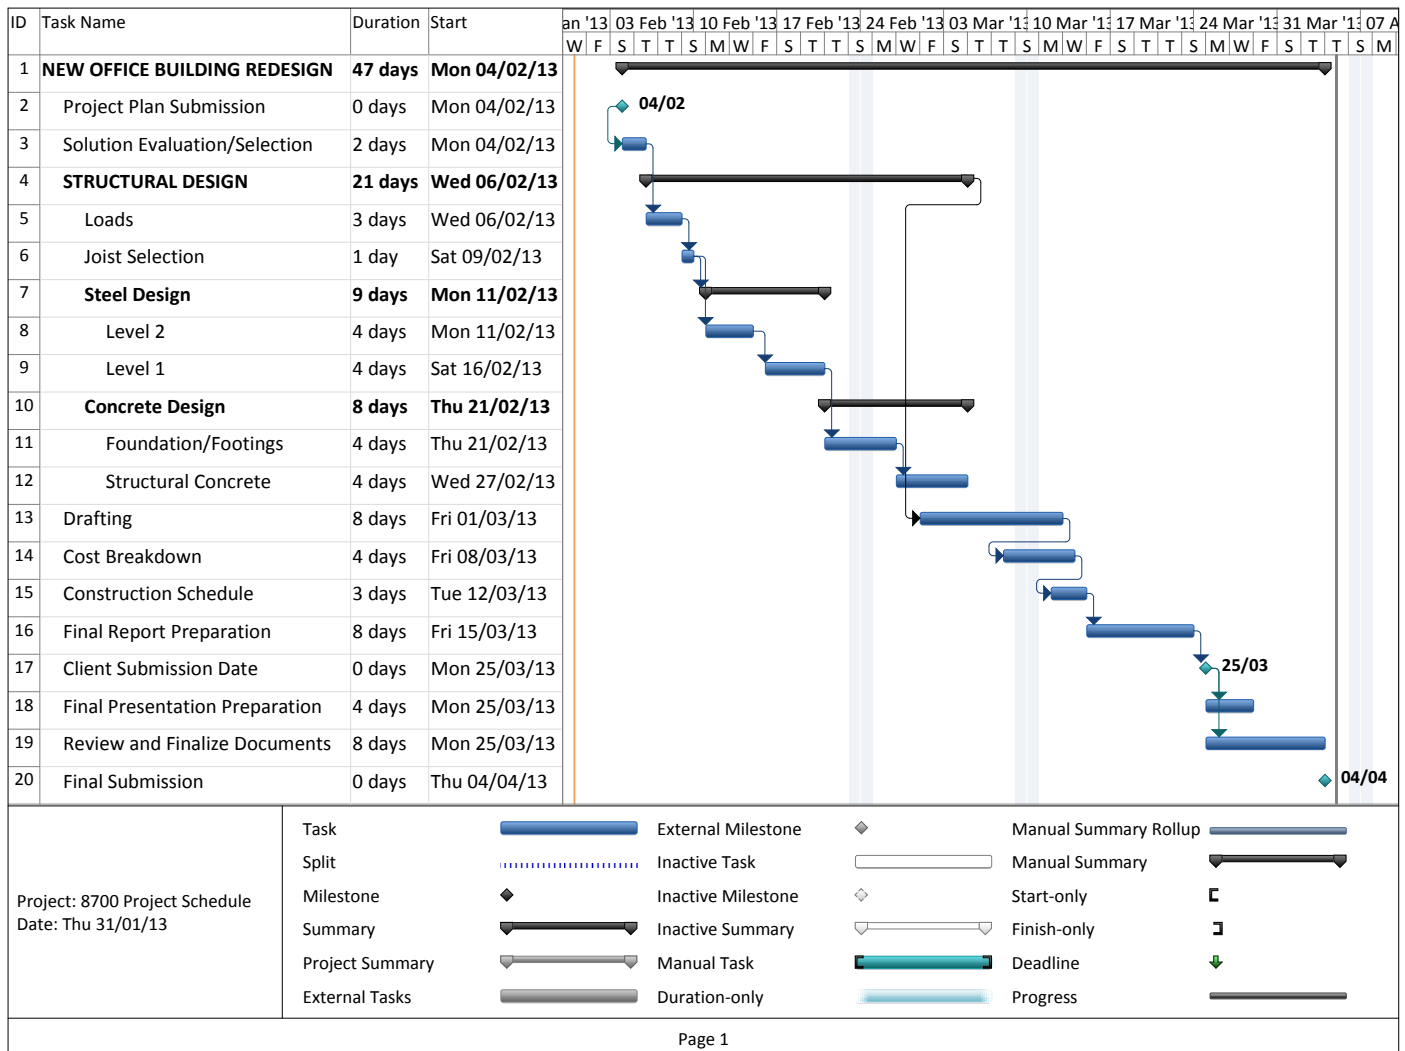 ID Task Name Duration Start an '13 03 Feb '13 10 Feb '13 17 Feb '13 24 Feb '13 03 Mar '13 10 Mar '13 17 Mar '13 24 Mar '13 31 Mar '13 07 A
W F S T T S M W F S T T S M W F S T T S M W F S T T S M W F S T T S M
1 NEW OFFICE BUILDING REDESIGN 47 days Mon 04/02/13
2 Project Plan Submission 0 days Mon 04/02/13 04/02
3 Solution Evaluation/Selection 2 days Mon 04/02/13
4 STRUCTURAL DESIGN 21 days Wed 06/02/13
5 Loads 3 days Wed 06/02/13
6 Joist Selection 1 day Sat 09/02/13
7 Steel Design 9 days Mon 11/02/13
8 Level 2 4 days Mon 11/02/13
9 Level 1 4 days Sat 16/02/13
10 Concrete Design 8 days Thu 21/02/13
11 Foundation/Footings 4 days Thu 21/02/13
12 Structural Concrete 4 days Wed 27/02/13
13 Drafting 8 days Fri 01/03/13
14 Cost Breakdown 4 days Fri 08/03/13
15 Construction Schedule 3 days Tue 12/03/13
16 Final Report Preparation 8 days Fri 15/03/13
17 Client Submission Date 0 days Mon 25/03/13 25/03
18 Final Presentation Preparation 4 days Mon 25/03/13
19 Review and Finalize Documents 8 days Mon 25/03/13
20 Final Submission 0 days Thu 04/04/13 04/04
Project: 8700 Project Schedule
Date: Thu 31/01/13
Task External Milestone Manual Summary Rollup
Split Inactive Task Manual Summary
Milestone Inactive Milestone Start-only
Summary Inactive Summary Finish-only
Project Summary Manual Task Deadline
External Tasks Duration-only Progress
Page 1